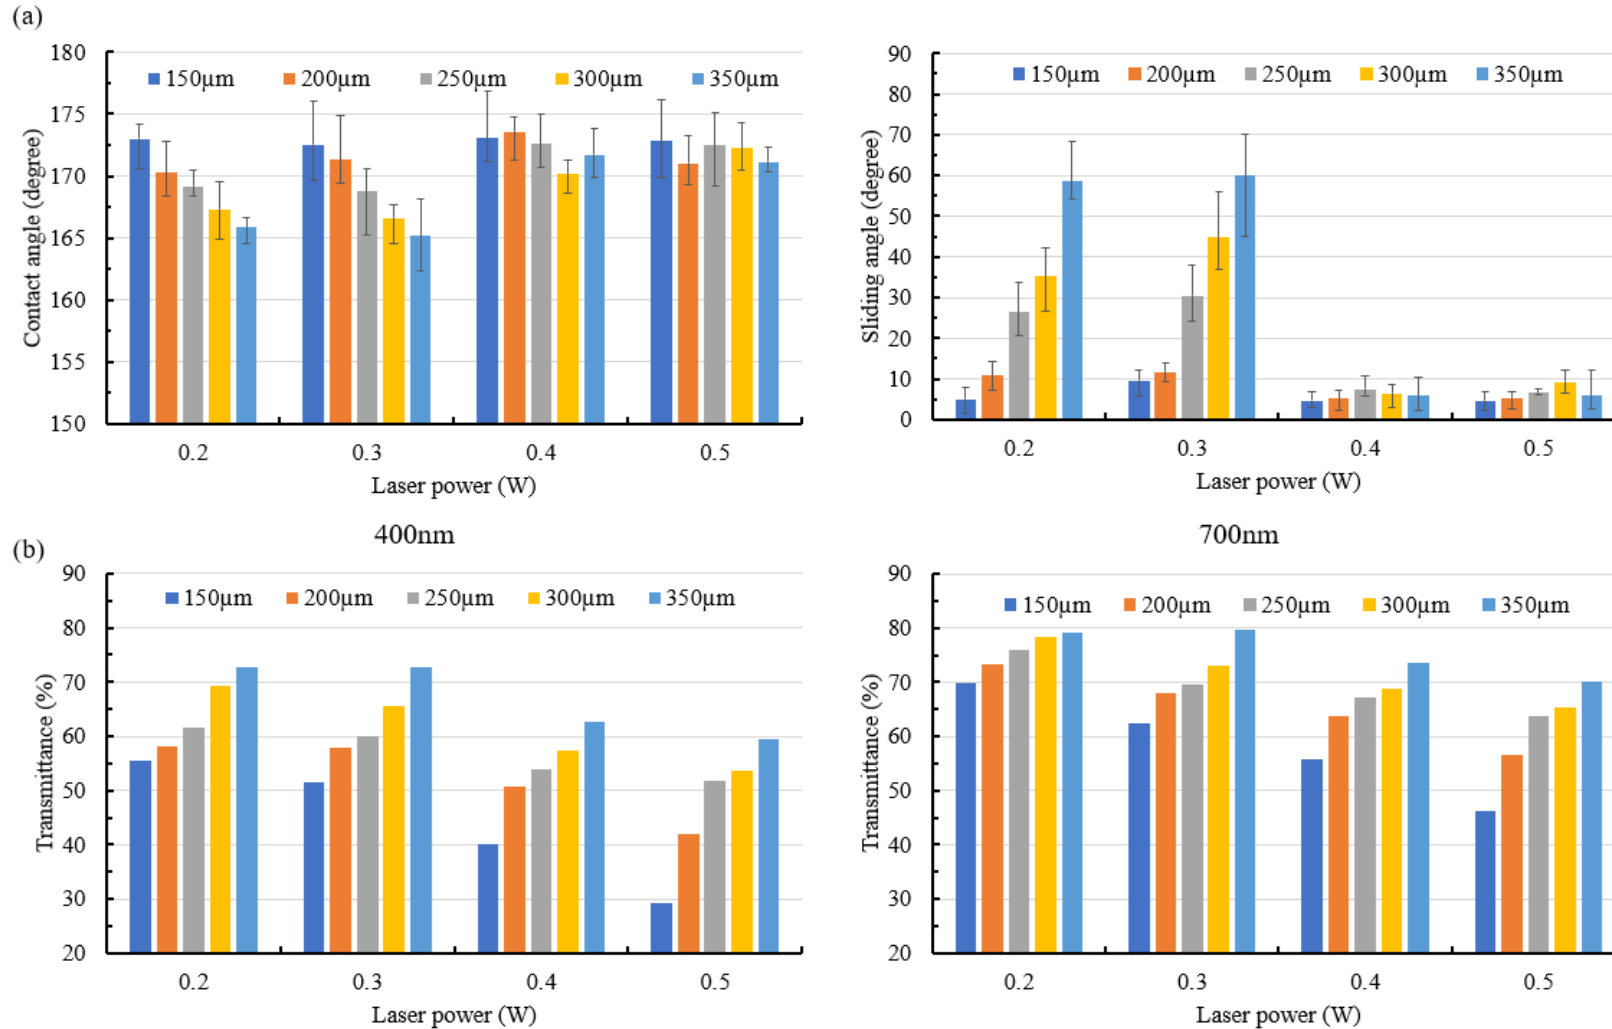 (a)
180
175
170
165
160
155
150
Contact angle (degree)
150μm 200μm 250μm 300μm 350μm
0.2 0.3 0.4 0.5
Laser power (W)
90
80
70
60
50
40
30
20
10
0
Sliding angle (degree)
150μm 200μm 250μm 300μm 350μm
0.2 0.3 0.4 0.5
Laser power (W)
(b)
400nm
90
80
70
60
50
40
30
20
Transmittance (%)
150μm 200μm 250μm 300μm 350μm
0.2 0.3 0.4 0.5
Laser power (W)
700nm
90
80
70
60
50
40
30
20
Transmittance (%)
150μm 200μm 250μm 300μm 350μm
0.2 0.3 0.4 0.5
Laser power (W)